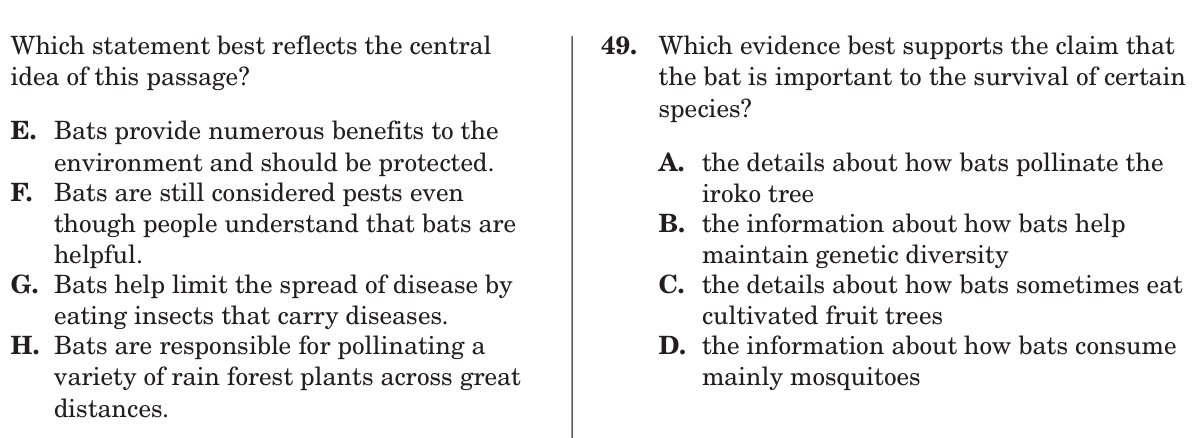 Which statement best reflects the central
idea of this passage?
E. Bats provide numerous benefits to the
environment and should be protected.
F. Bats are still considered pests even
though people understand that bats are
helpful.
G. Bats help limit the spread of disease by
eating insects that carry diseases.
H. Bats are responsible for pollinating a
variety of rain forest plants across great
distances.
49. Which evidence best supports the claim that
the bat is important to the survival of certain
species?
A. the details about how bats pollinate the
iroko tree
B. the information about how bats help
maintain genetic diversity
C. the details about how bats sometimes eat
cultivated fruit trees
D. the information about how bats consume
mainly mosquitoes